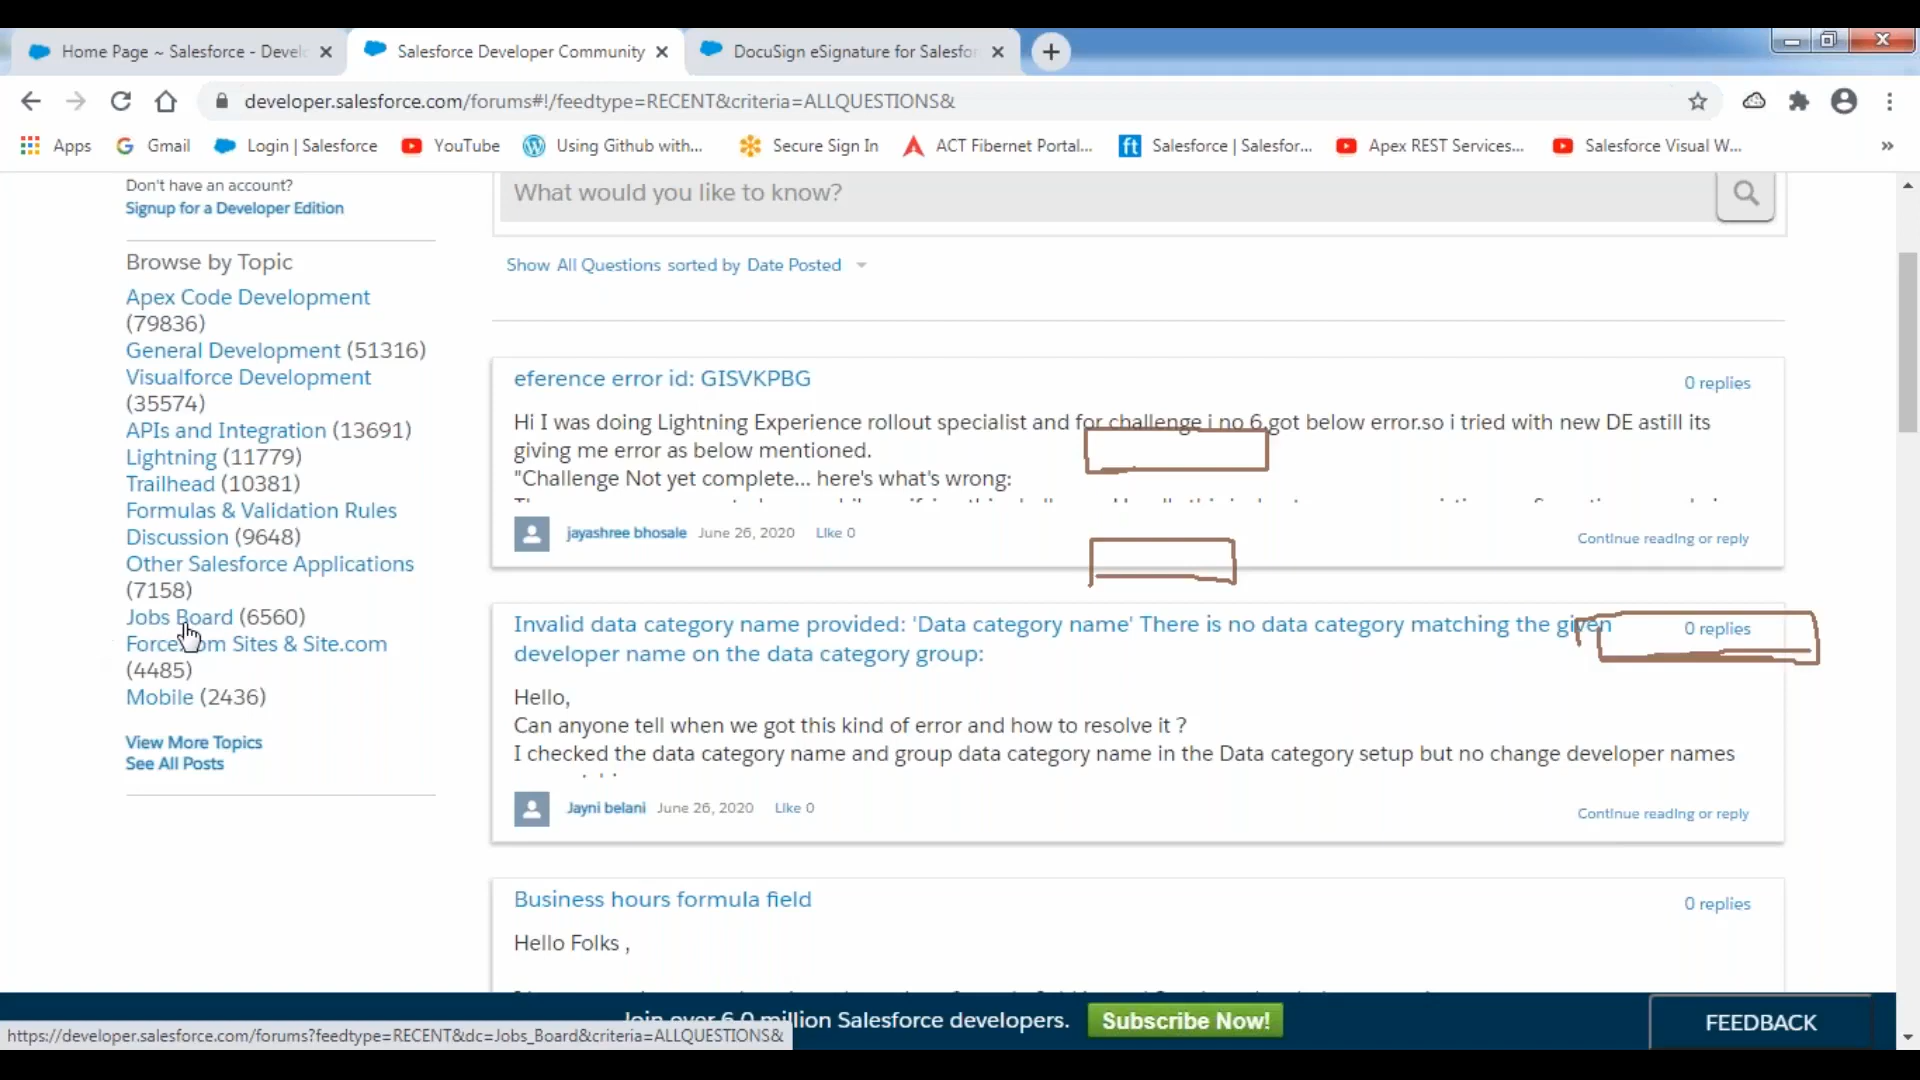 Home Page ~ Salesforce - Devel
Salesforce Developer Community
DocuSign eSignature for Salesfo
developer.salesforce.com/forums#!/feedtype=RECENT&criteria=ALLQUESTIONS&
Apps
Gmail
Login | Salesforce
YouTube
Using Github with...
Secure Sign In
ACT Fibernet Portal...
ft
Salesforce | Salesfor...
Apex REST Services...
Salesforce Visual W...
»
Don't have an account?
Signup for a Developer Edition
Browse by Topic
Apex Code Development
(79836)
General Development (51316)
Visualforce Development
(35574)
APIs and Integration (13691)
Lightning (11779)
Trailhead (10381)
Formulas & Validation Rules
Discussion (9648)
Other Salesforce Applications
(7158)
Jobs Board (6560)
Force.com Sites & Site.com
(4485)
Mobile (2436)
View More Topics
See All Posts
What would you like to know?
Show All Questions sorted by Date Posted
eference error id: GISVKPBG
0 replies
Hi I was doing Lightning Experience rollout specialist and for challenge i no 6,got below error.so i tried with new DE astill its
giving me error as below mentioned.
"Challenge Not yet complete... here's what's wrong:
jayashree bhosale June 26, 2020 Like 0
Continue reading or reply
Invalid data category name provided: 'Data category name' There is no data category matching the given
developer name on the data category group:
0 replies
Hello,
Can anyone tell when we got this kind of error and how to resolve it ?
I checked the data category name and group data category name in the Data category setup but no change developer names
Jayni belani June 26, 2020 Like 0
Continue reading or reply
Business hours formula field
0 replies
Hello Folks ,
Join over 6.0 million Salesforce developers.
Subscribe Now!
FEEDBACK
https://developer.salesforce.com/forums?feedtype=RECENT&dc=Jobs_Board&criteria=ALLQUESTIONS&